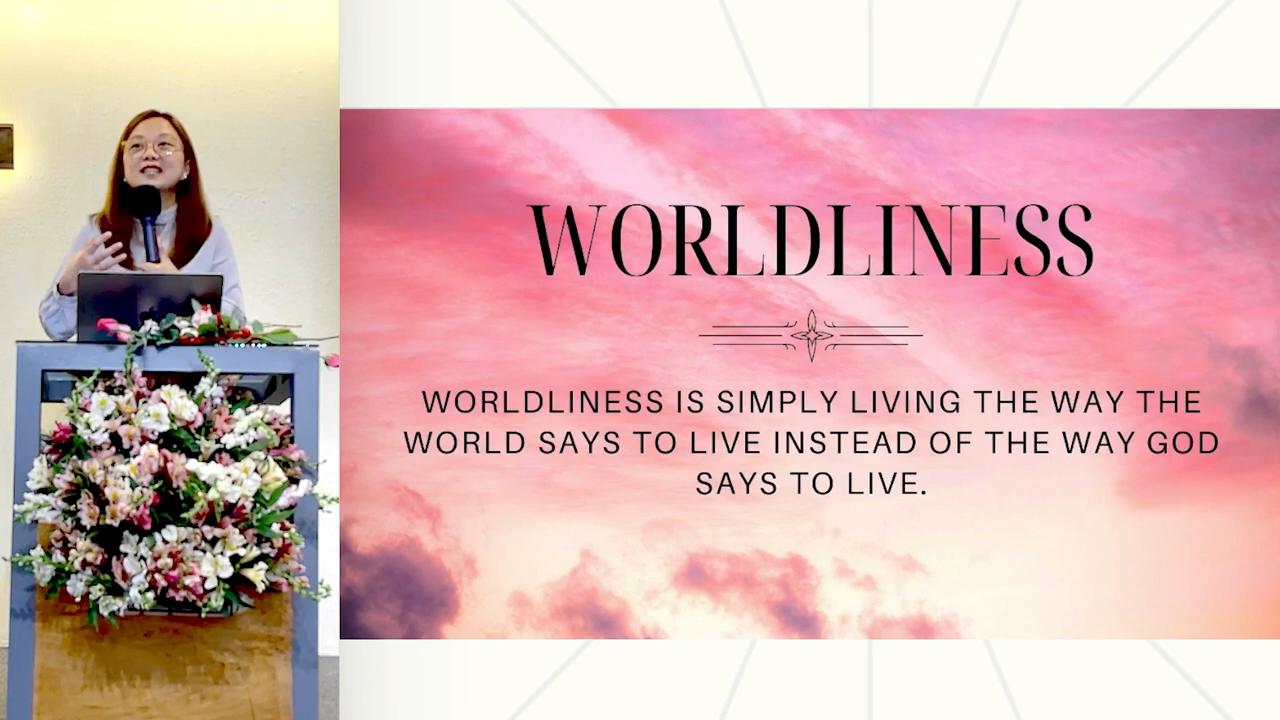 WORLDLINESS
WORLDLINESS IS SIMPLY LIVING THE WAY THE
WORLD SAYS TO LIVE INSTEAD OF THE WAY GOD
SAYS TO LIVE.